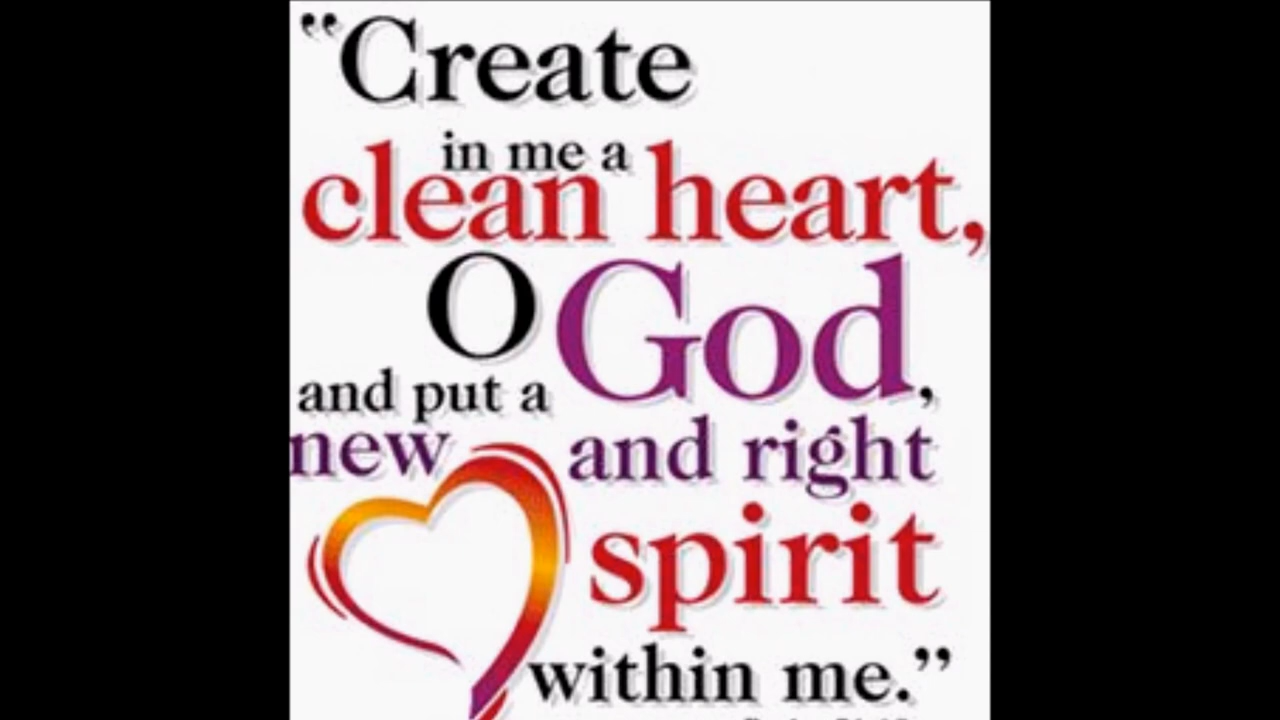 ”Create
in me a
clean heart,
O God,
and put a
new and right
spirit
within me.”